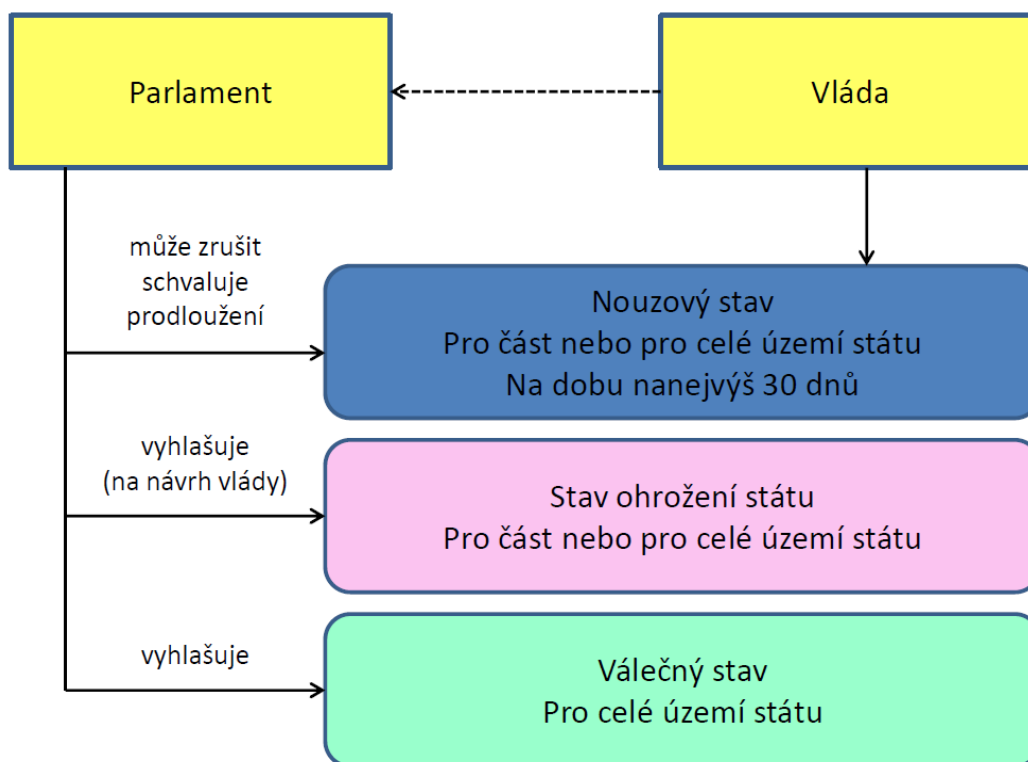 Parlament
Vláda
může zrušit
schvaluje
prodloužení
Nouzový stav
Pro část nebo pro celé území státu
Na dobu nanejvýš 30 dnů
vyhlašuje
(na návrh vlády)
Stav ohrožení státu
Pro část nebo pro celé území státu
vyhlašuje
Válečný stav
Pro celé území státu